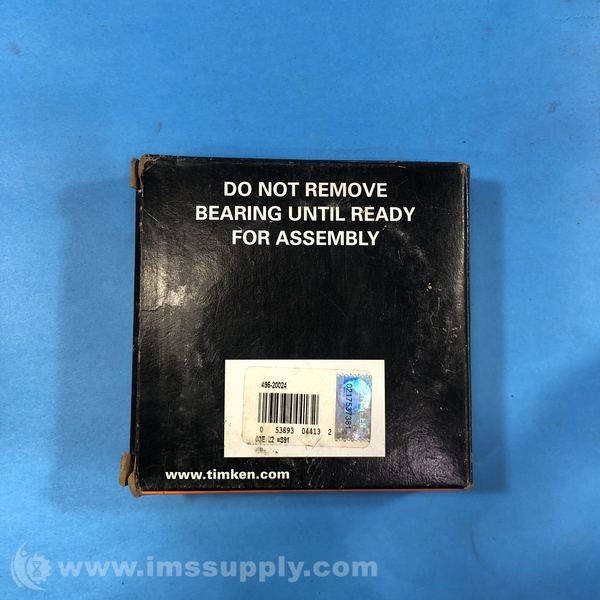 DO NOT REMOVE
BEARING UNTIL READY
FOR ASSEMBLY
495-20024
0 53893 04413 2
www.timken.com
www.imssupply.com